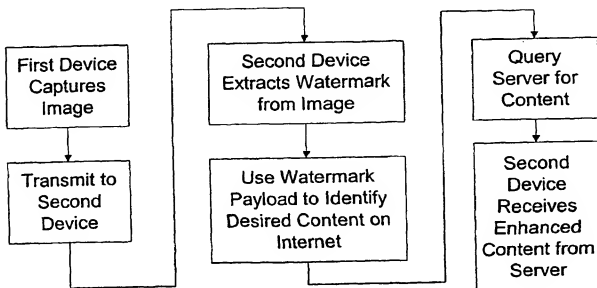 First Device
Captures
Image
Transmit to
Second
Device
Second Device
Extracts Watermark
from Image
Use Watermark
Payload to Identify
Desired Content on
Internet
Query
Server for
Content
Second
Device
Receives
Enhanced
Content from
Server